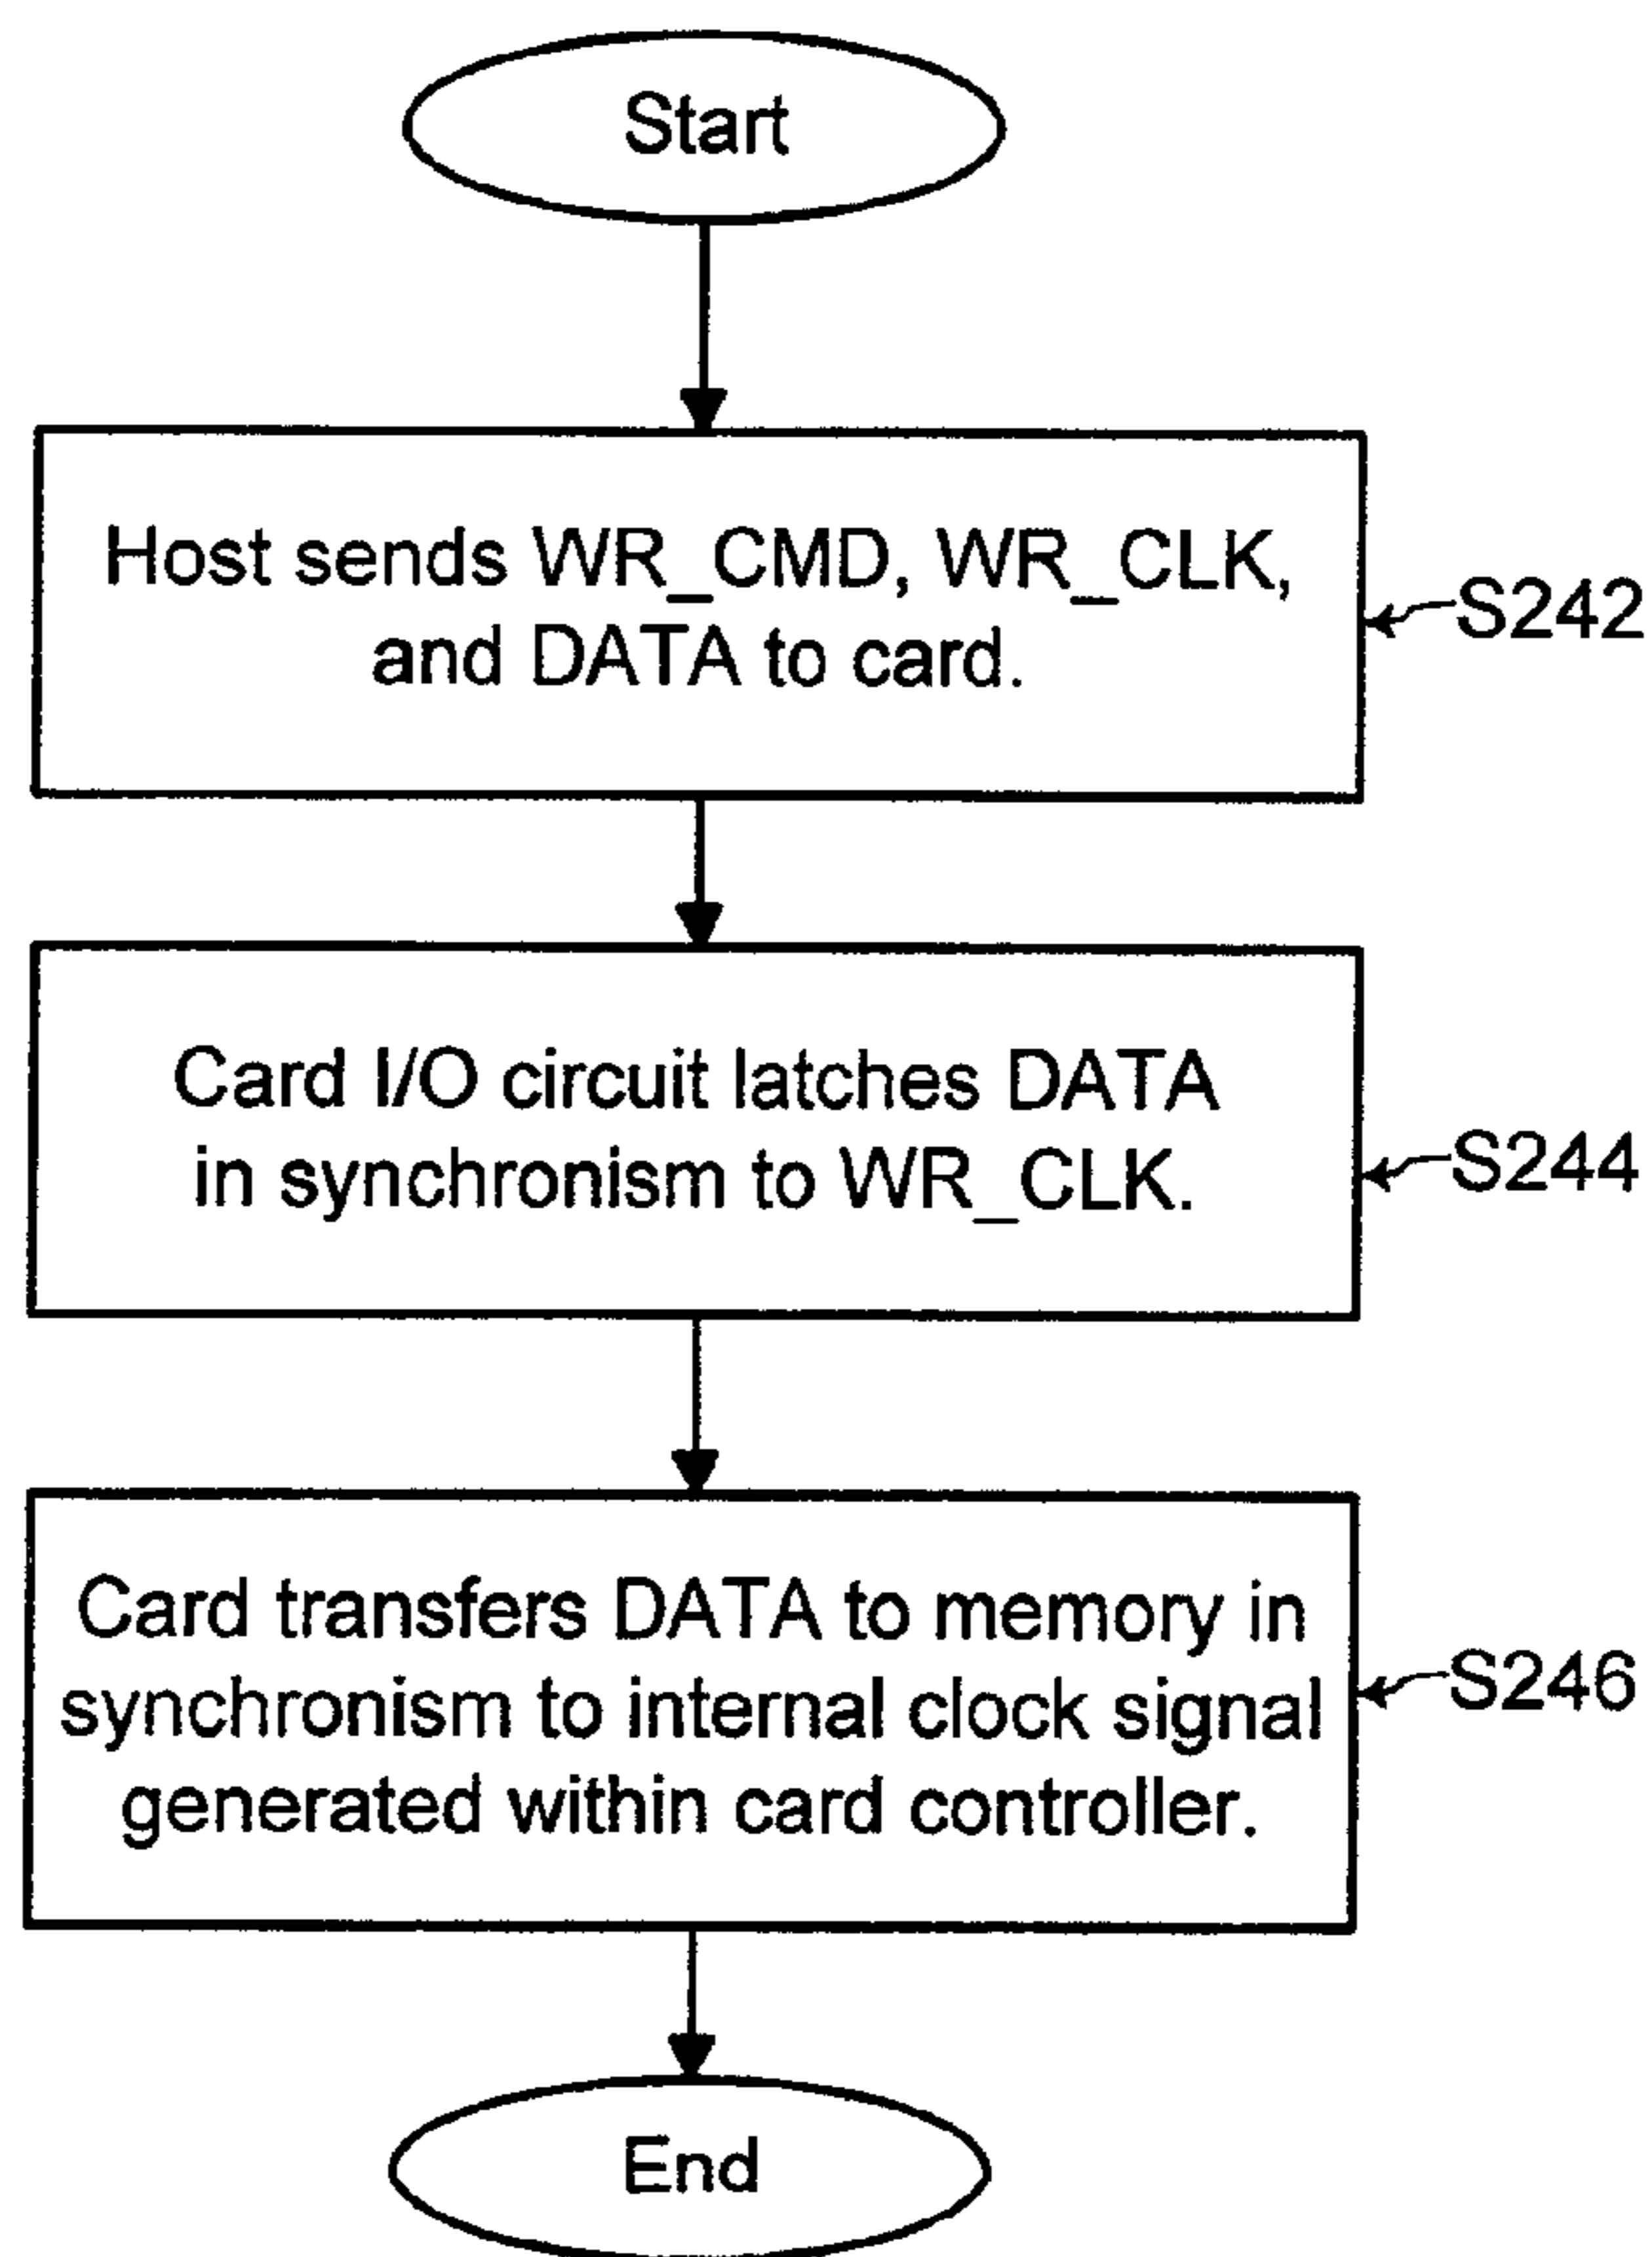 Start
Host sends WR_CMD, WR_CLK,
and DATA to card.
S242
Card I/O circuit latches DATA
in synchronism to WR_CLK.
S244
Card transfers DATA to memory in
synchronism to internal clock signal
generated within card controller.
S246
End